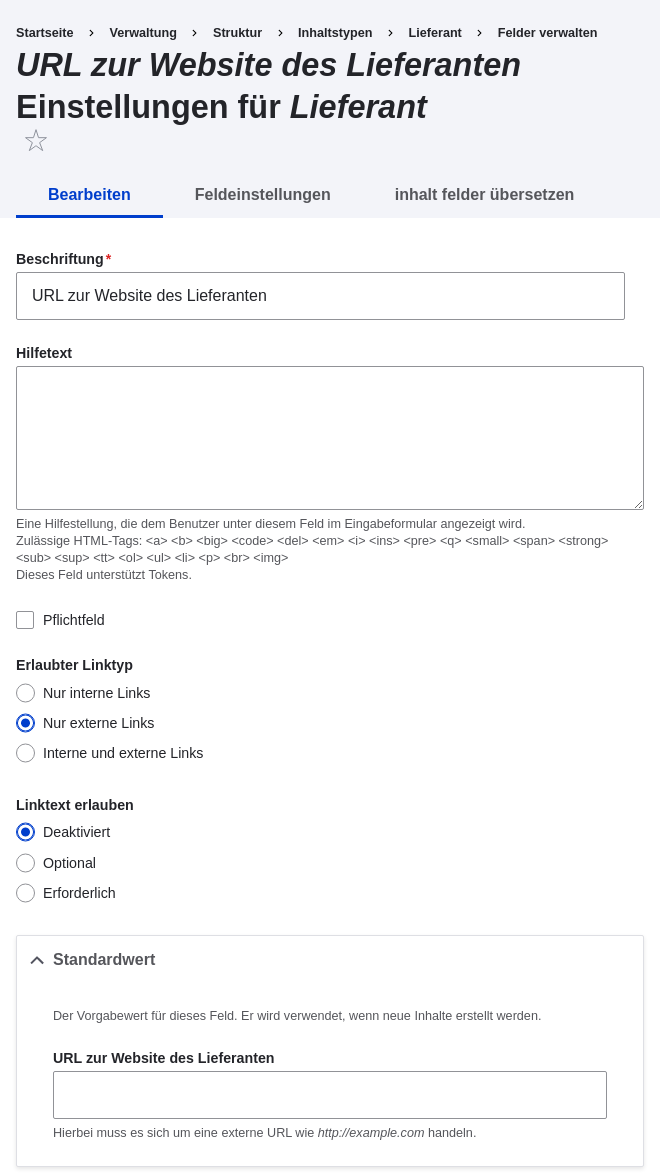 Startseite > Verwaltung > Struktur > Inhaltstypen > Lieferant > Felder verwalten
URL zur Website des Lieferanten
Einstellungen für Lieferant
Bearbeiten Feldeinstellungen inhalt felder übersetzen
Beschriftung*
URL zur Website des Lieferanten
Hilfetext
Eine Hilfestellung, die dem Benutzer unter diesem Feld im Eingabeformular angezeigt wird.
Zulässige HTML-Tags: <a> <b> <big> <code> <del> <em> <i> <ins> <pre> <q> <small> <span> <strong>
<sub> <sup> <tt> <ol> <ul> <li> <p> <br> <img>
Dieses Feld unterstützt Tokens.
Pflichtfeld
Erlaubter Linktyp
Nur interne Links
Nur externe Links
Interne und externe Links
Linktext erlauben
Deaktiviert
Optional
Erforderlich
Standardwert
Der Vorgabewert für dieses Feld. Er wird verwendet, wenn neue Inhalte erstellt werden.
URL zur Website des Lieferanten
Hierbei muss es sich um eine externe URL wie http://example.com handeln.